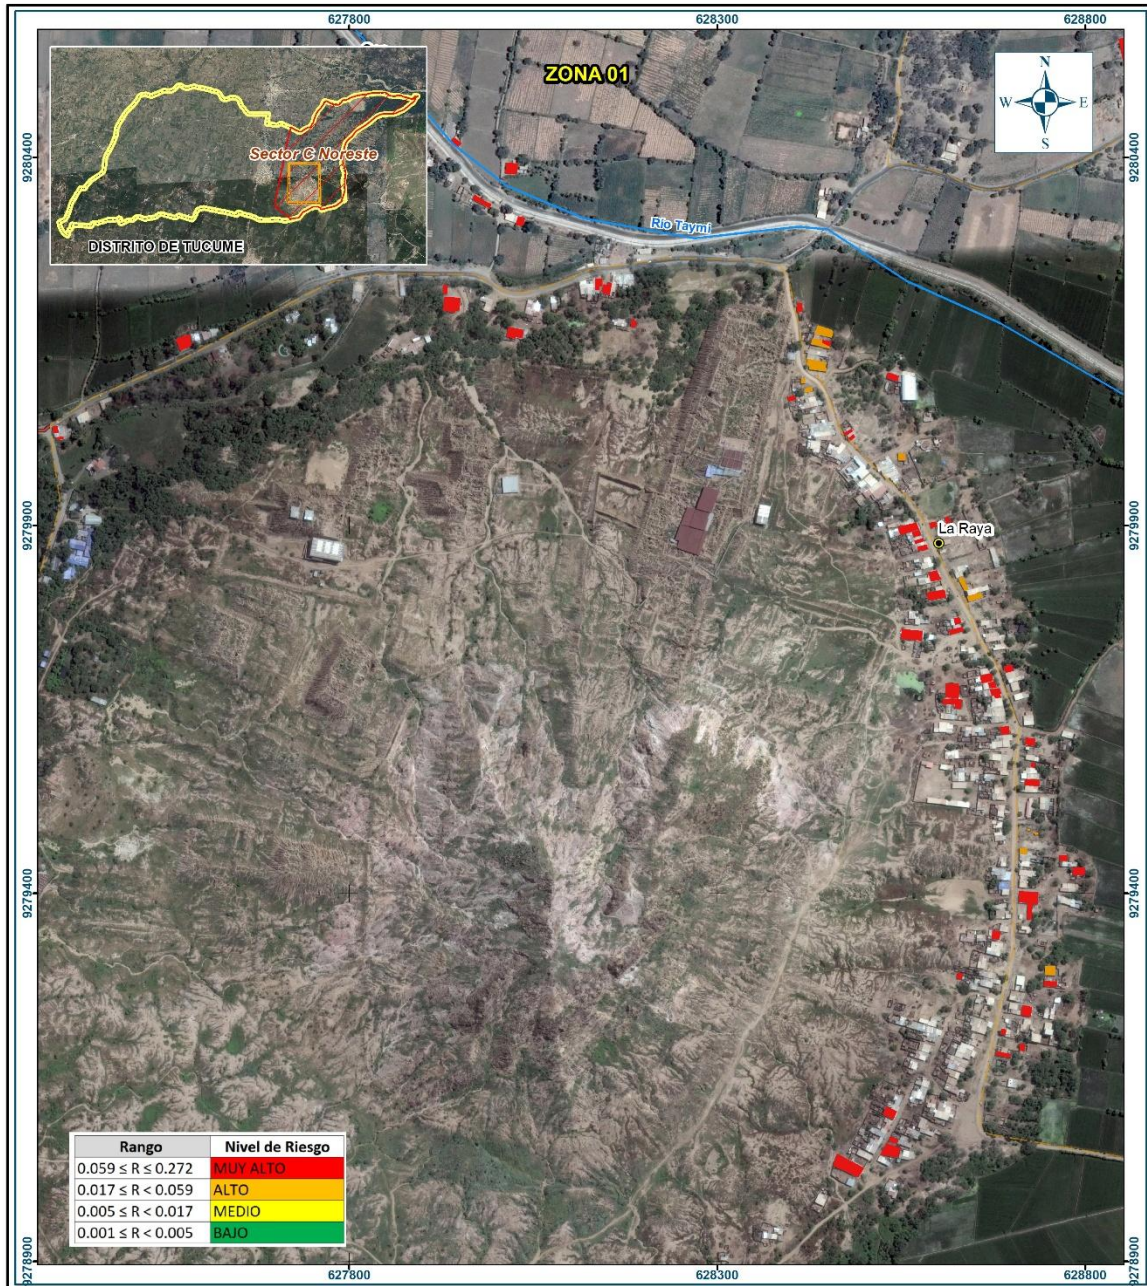 627800
628300
628800
ZONA 01
N
W
E
S
Sector C Noreste
DISTRITO DE TUCUME
Rio Taymi
9280400
9280400
9279900
9279900
La Raya
9279400
9279400
Rango Nivel de Riesgo
0.059 ≤ R ≤ 0.272 MUY ALTO
0.017 ≤ R < 0.059 ALTO
0.005 ≤ R < 0.017 MEDIO
0.001 ≤ R < 0.005 BAJO
9278900
9278900
627800
628300
628800